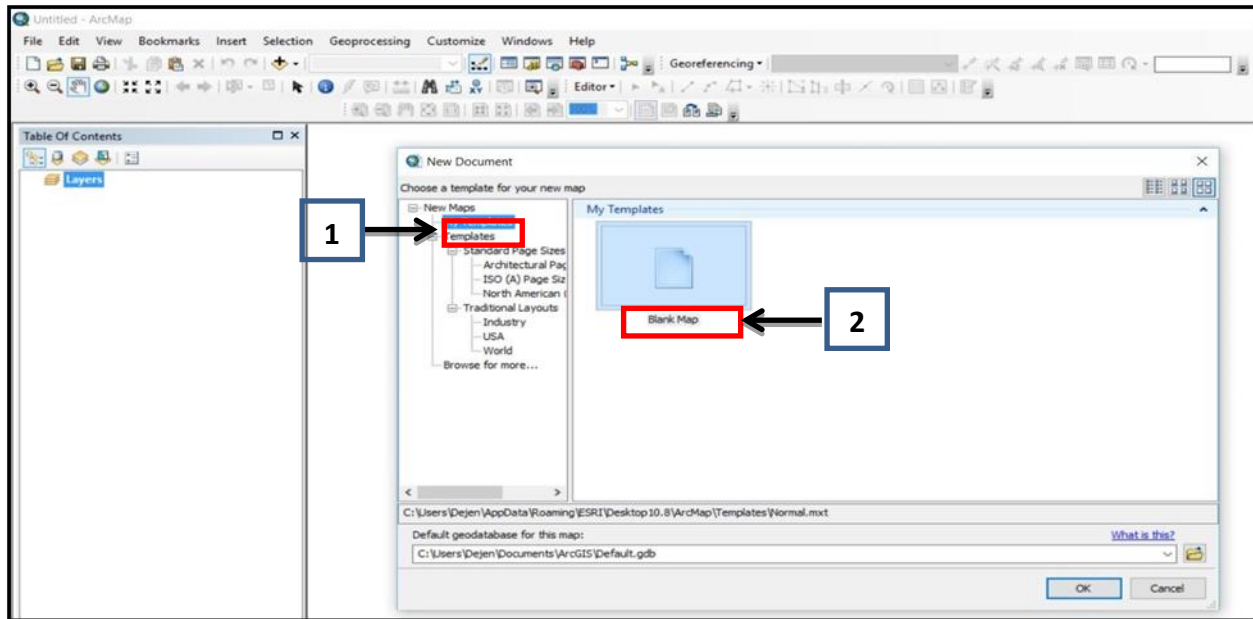 Untitled - ArcMap
File Edit View Bookmarks Insert Selection Geoprocessing Customize Windows Help
Georeferencing
Editor
Table Of Contents
Layers
New Document
Choose a template for your new map
New Maps
My Templates
Templates
Standard Page Sizes
Architectural Pag
ISO (A) Page Siz
North American (
Traditional Layouts
Industry
USA
World
Browse for more...
1
Blank Map
2
C:\Users\Dejen\AppData\Roaming\ESRI\Desktop10.8\ArcMap\Templates\Normal.mxt
Default geodatabase for this map:
What is this?
C:\Users\Dejen\Documents\ArcGIS\Default.gdb
OK Cancel